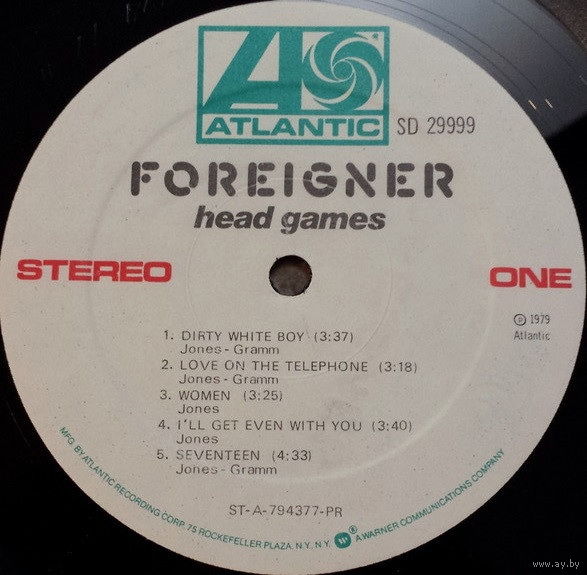 ATLANTIC
SD 29999
FOREIGNER
head games
STEREO
ONE
℗ 1979
Atlantic
1. DIRTY WHITE BOY (3:37)
Jones - Gramm
2. LOVE ON THE TELEPHONE (3:18)
Jones - Gramm
3. WOMEN (3:25)
Jones
4. I'LL GET EVEN WITH YOU (3:40)
Jones
5. SEVENTEEN (4:33)
Jones - Gramm
ST-A-794377-PR
MFG. BY ATLANTIC RECORDING CORP. 75 ROCKEFELLER PLAZA. N.Y. N.Y. ® A WARNER COMMUNICATIONS COMPANY
www.ay.by